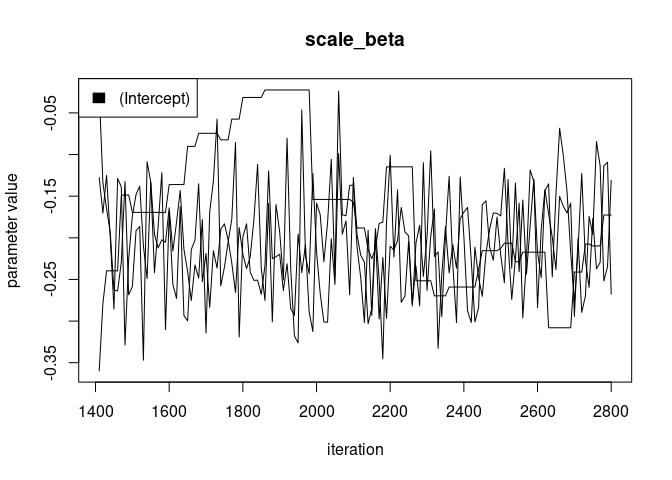 scale_beta
(Intercept)
parameter value
-0.05
-0.15
-0.25
-0.35
1400 1600 1800 2000 2200 2400 2600 2800
iteration